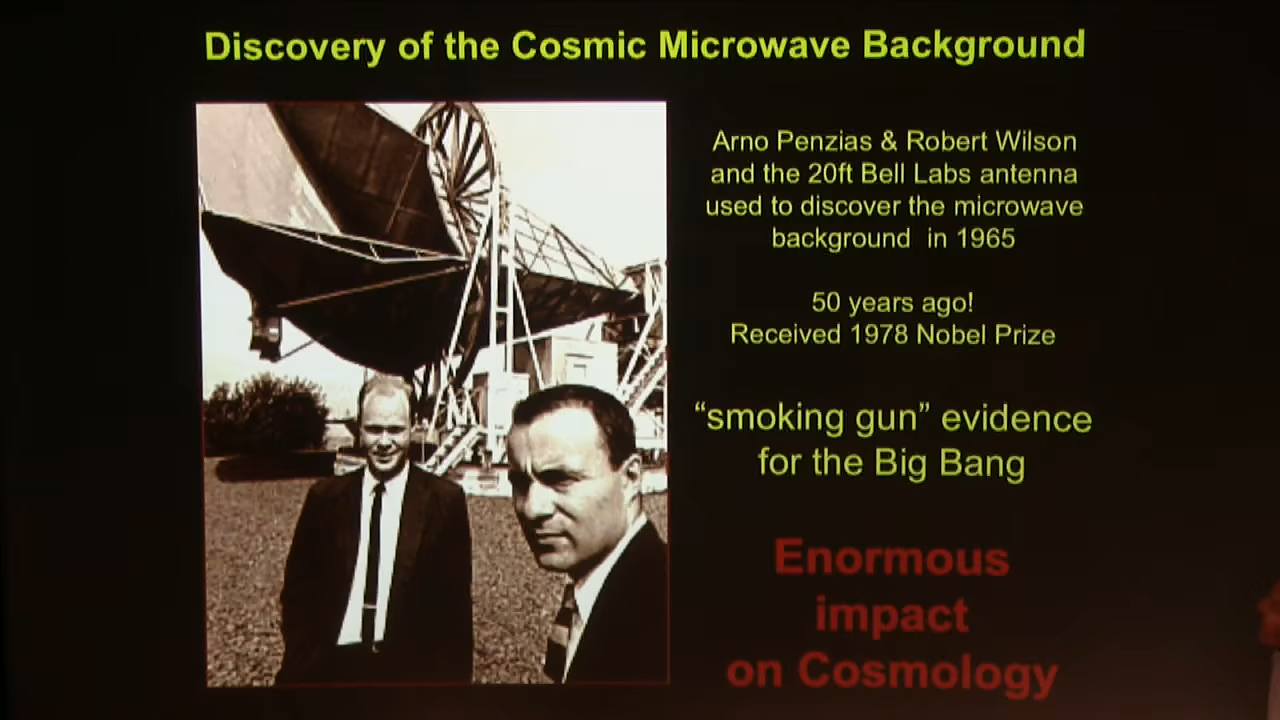 Discovery of the Cosmic Microwave Background
Arno Penzias & Robert Wilson
and the 20ft Bell Labs antenna
used to discover the microwave
background in 1965
50 years ago!
Received 1978 Nobel Prize
“smoking gun” evidence
for the Big Bang
Enormous
impact
on Cosmology